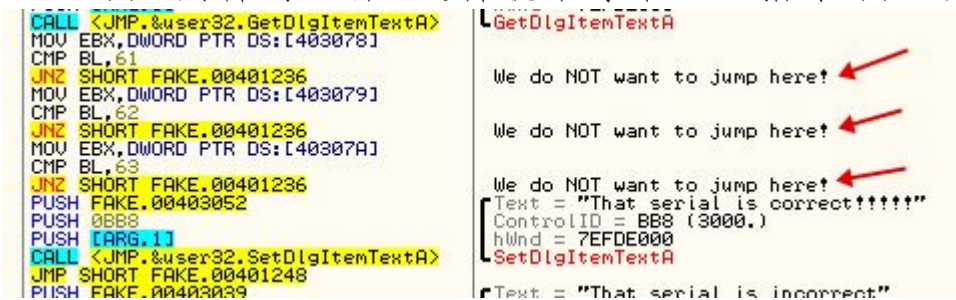 CALL <JMP.&user32.GetDlgItemTextA> GetDlgItemTextA
MOV EBX,DWORD PTR DS:[403078]
CMP BL,61
JNZ SHORT FAKE.00401236 We do NOT want to jump here!
MOV EBX,DWORD PTR DS:[403079]
CMP BL,62
JNZ SHORT FAKE.00401236 We do NOT want to jump here!
MOV EBX,DWORD PTR DS:[40307A]
CMP BL,63
JNZ SHORT FAKE.00401236 We do NOT want to jump here!
PUSH FAKE.00403052 Text = "That serial is correct!!!!!"
PUSH 0BB8 ControlID = BB8 (3000.)
PUSH [ARG.1] hWnd = 7EFDE000
CALL <JMP.&user32.SetDlgItemTextA> SetDlgItemTextA
JMP SHORT FAKE.00401248
PUSH FAKE.00403039 Text = "That serial is incorrect"